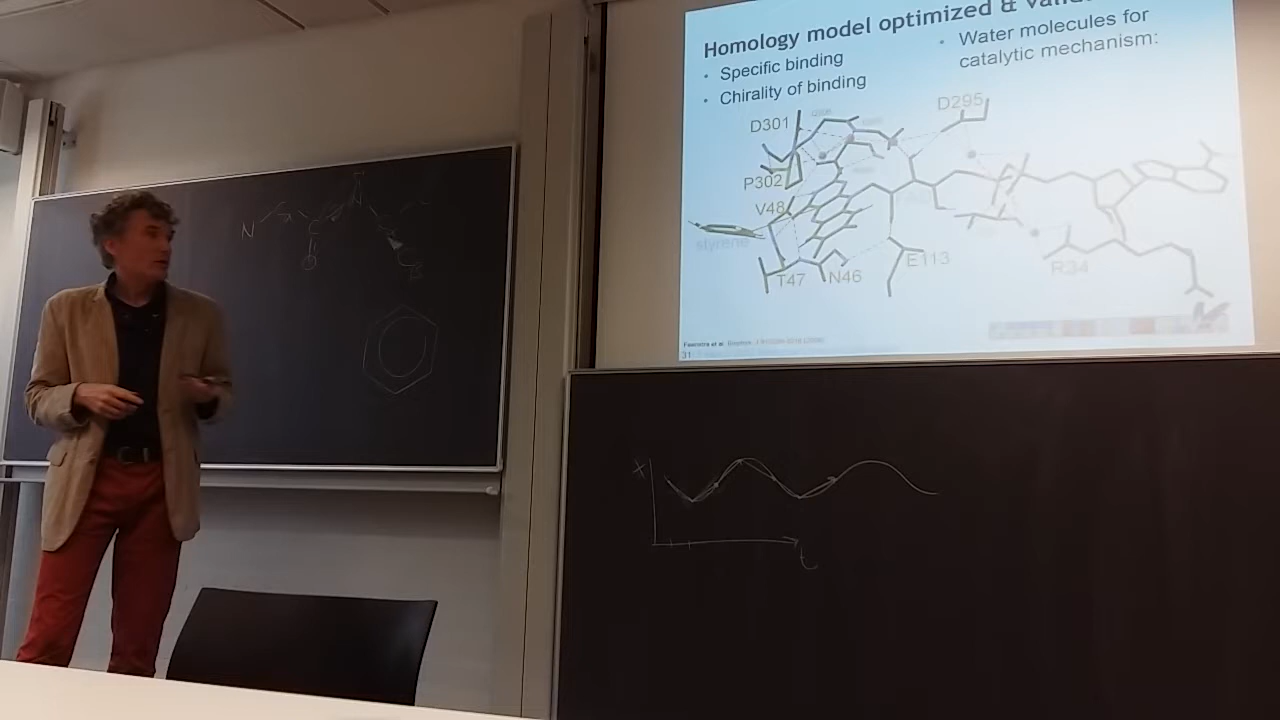 Homology model optimized &
• Specific binding
• Chirality of binding
• Water molecules for
catalytic mechanism:
D301
D295
P302
V48
styrene
T47
N46
E113
R34
31
N
C
N
C
O
x
t